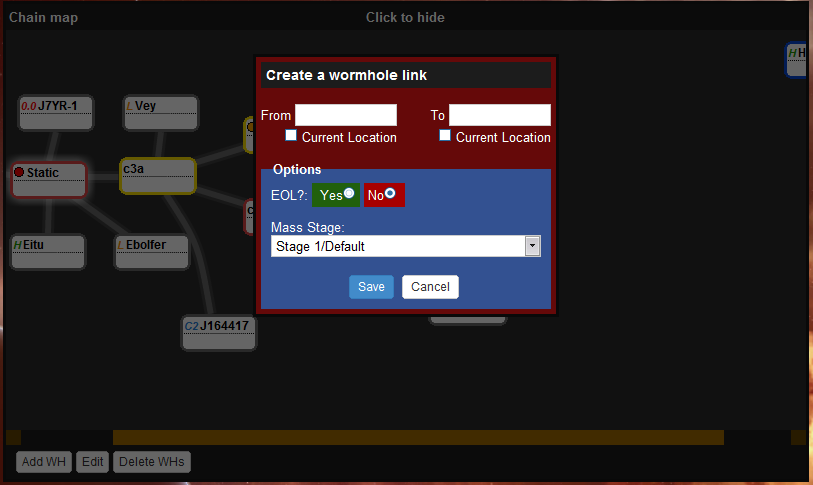 Chain map
Click to hide
H H
Create a wormhole link
0.0 J7YR-1
L Vey
From
To
Current Location
Current Location
Static
c3a
Options
EOL?: Yes No
Mass Stage:
Stage 1/Default
H Eitu
L Ebolfer
Save Cancel
C2 J164417
Add WH Edit Delete WHs